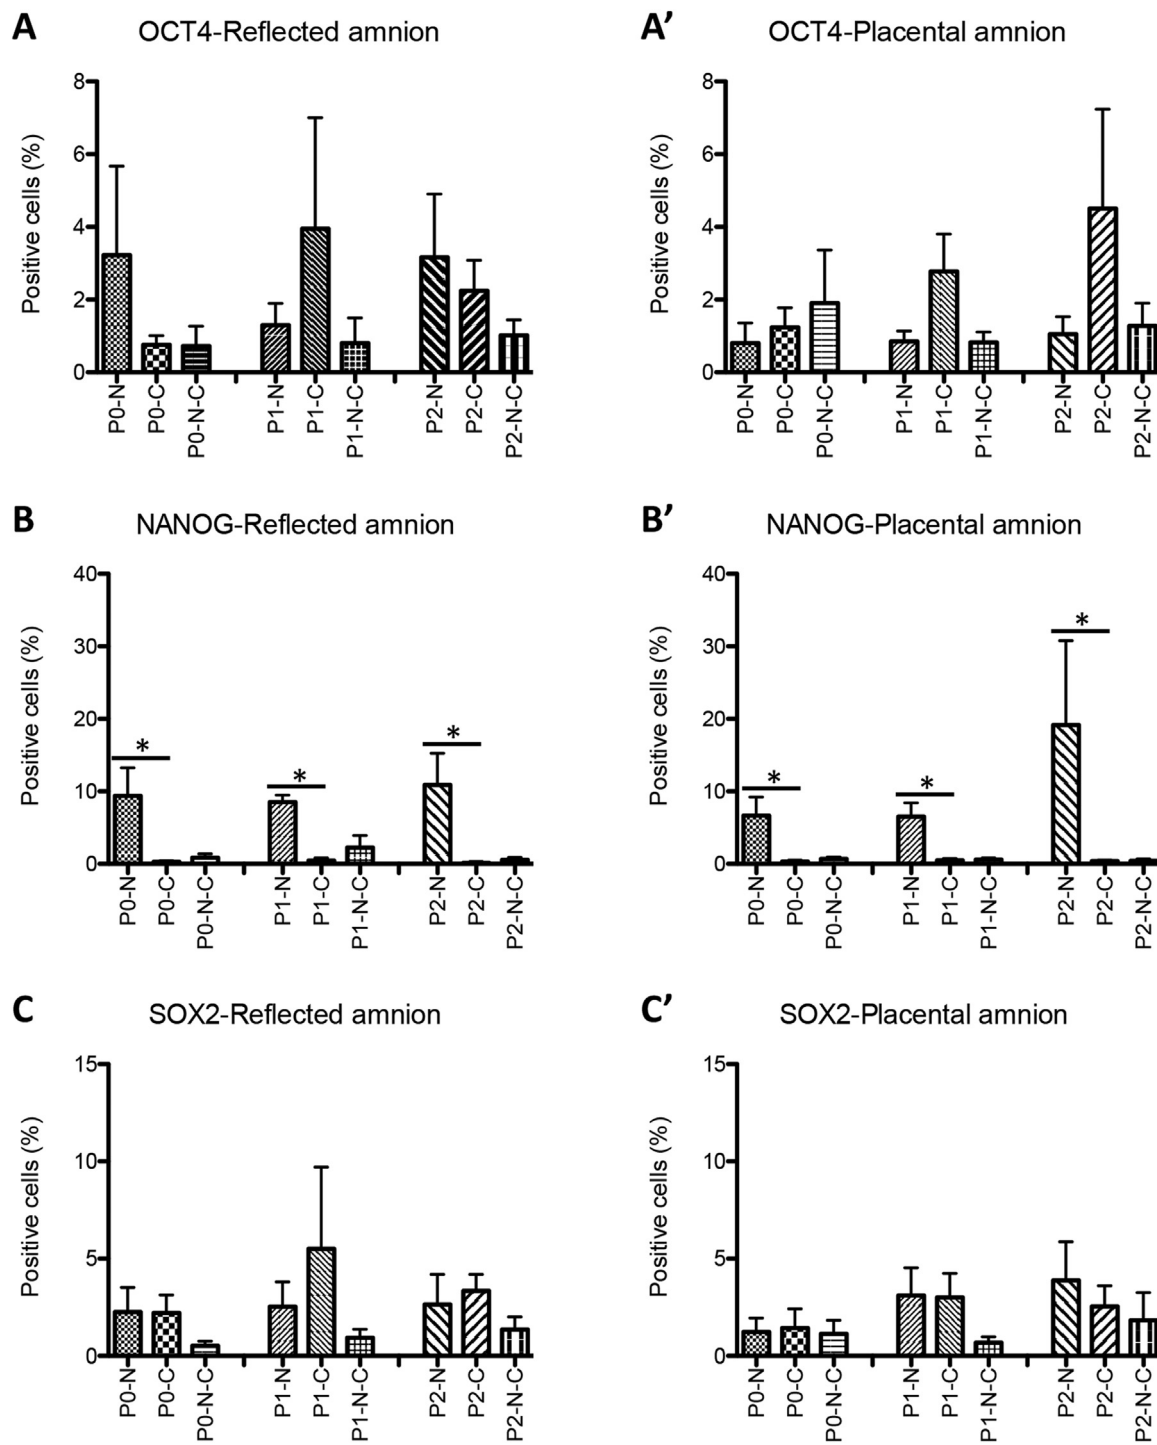 A
OCT4-Reflected amnion
Positive cells (%)
8
6
4
2
0
P0-N
P0-C
P0-N-C
P1-N
P1-C
P1-N-C
P2-N
P2-C
P2-N-C
A’
OCT4-Placental amnion
Positive cells (%)
8
6
4
2
0
P0-N
P0-C
P0-N-C
P1-N
P1-C
P1-N-C
P2-N
P2-C
P2-N-C
B
NANOG-Reflected amnion
Positive cells (%)
40
30
20
10
0
*
*
*
P0-N
P0-C
P0-N-C
P1-N
P1-C
P1-N-C
P2-N
P2-C
P2-N-C
B’
NANOG-Placental amnion
Positive cells (%)
40
30
20
10
0
*
*
*
P0-N
P0-C
P0-N-C
P1-N
P1-C
P1-N-C
P2-N
P2-C
P2-N-C
C
SOX2-Reflected amnion
Positive cells (%)
15
10
5
0
P0-N
P0-C
P0-N-C
P1-N
P1-C
P1-N-C
P2-N
P2-C
P2-N-C
C’
SOX2-Placental amnion
Positive cells (%)
15
10
5
0
P0-N
P0-C
P0-N-C
P1-N
P1-C
P1-N-C
P2-N
P2-C
P2-N-C